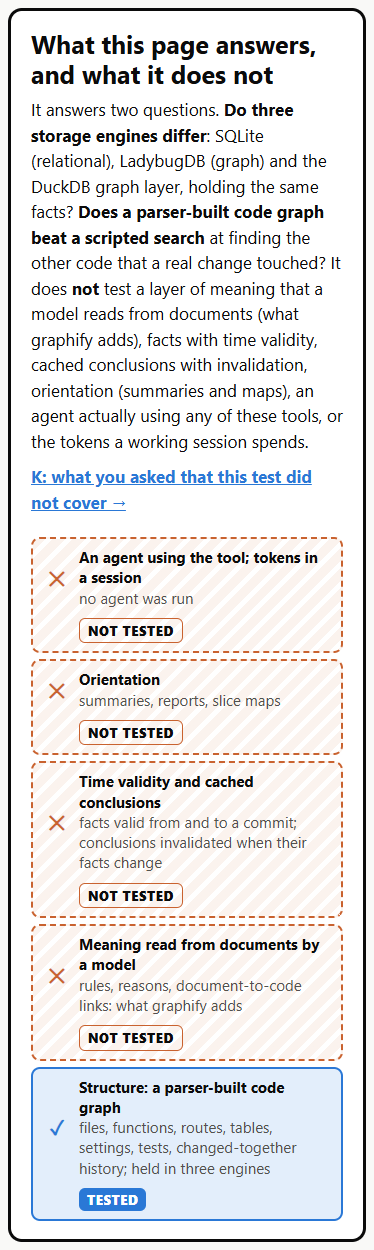 What this page answers,
and what it does not
It answers two questions. Do three
storage engines differ: SQLite
(relational), LadybugDB (graph) and the
DuckDB graph layer, holding the same
facts? Does a parser-built code graph
beat a scripted search at finding the
other code that a real change touched? It
does not test a layer of meaning that a
model reads from documents (what
graphify adds), facts with time validity,
cached conclusions with invalidation,
orientation (summaries and maps), an
agent actually using any of these tools, or
the tokens a working session spends.
K: what you asked that this test did
not cover →
An agent using the tool; tokens in
a session
no agent was run
NOT TESTED
Orientation
summaries, reports, slice maps
NOT TESTED
Time validity and cached
conclusions
facts valid from and to a commit;
conclusions invalidated when their
facts change
NOT TESTED
Meaning read from documents by
a model
rules, reasons, document-to-code
links: what graphify adds
NOT TESTED
Structure: a parser-built code
graph
files, functions, routes, tables,
settings, tests, changed-together
history; held in three engines
TESTED